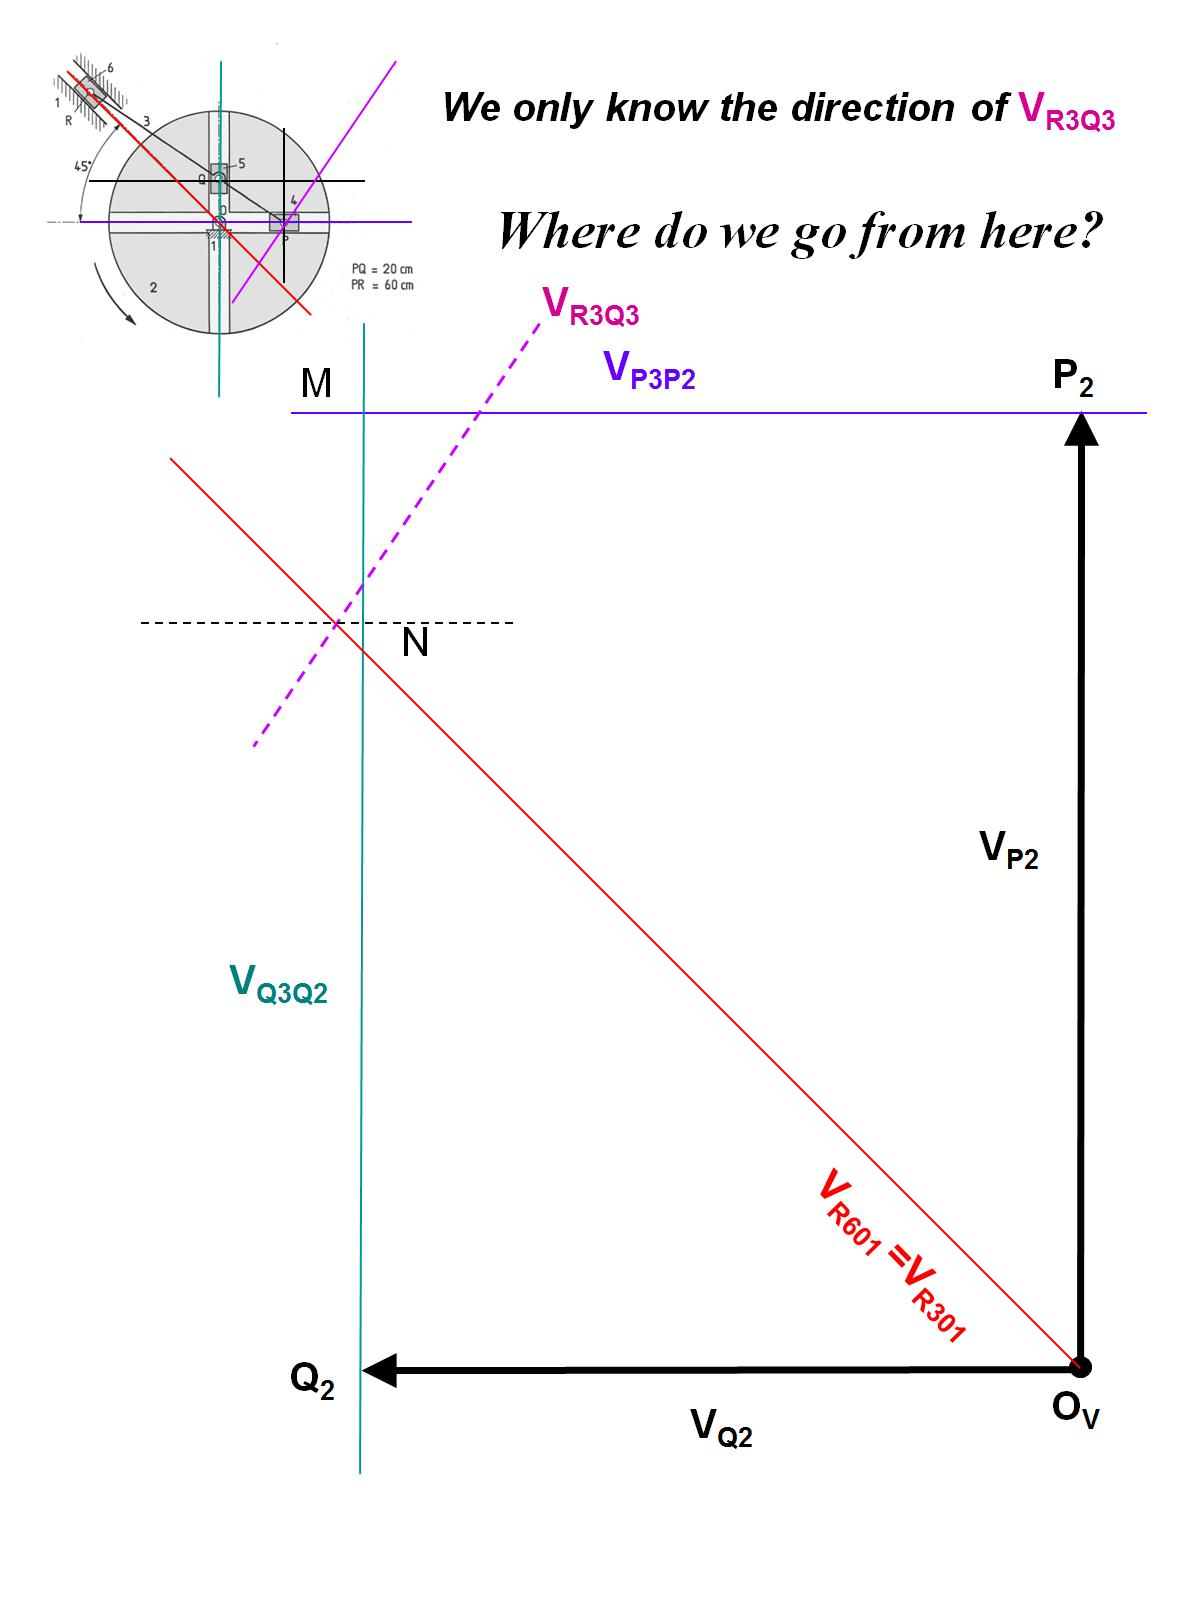 We only know the direction of VR3Q3
Where do we go from here?
6
1
R
3
45°
5
Q
4
O
1
P
2
PQ = 20 cm
PR = 60 cm
VR3Q3
VP3P2
P2
M
N
VP2
VQ3Q2
VR601 =VR301
Q2
VQ2
OV